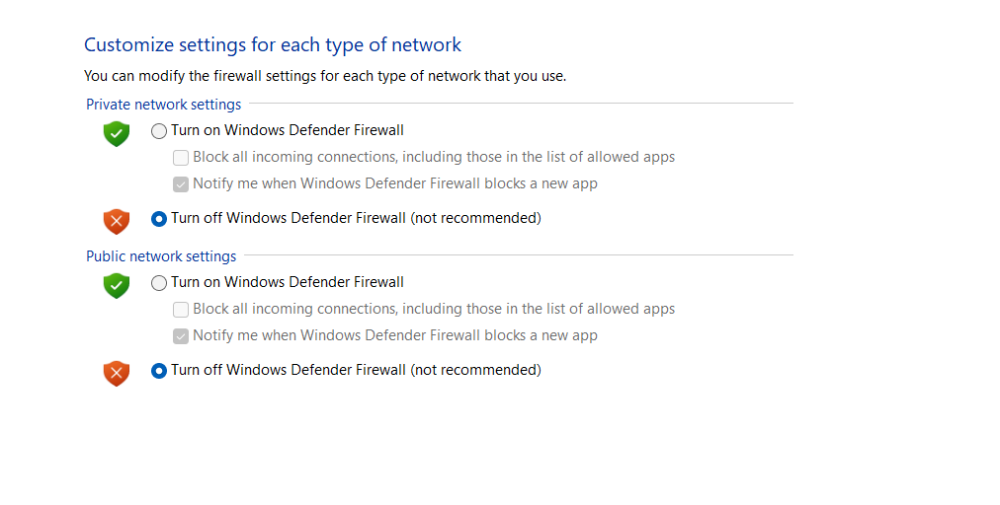 Customize settings for each type of network
You can modify the firewall settings for each type of network that you use.
Private network settings
Turn on Windows Defender Firewall
Block all incoming connections, including those in the list of allowed apps
Notify me when Windows Defender Firewall blocks a new app
Turn off Windows Defender Firewall (not recommended)
Public network settings
Turn on Windows Defender Firewall
Block all incoming connections, including those in the list of allowed apps
Notify me when Windows Defender Firewall blocks a new app
Turn off Windows Defender Firewall (not recommended)